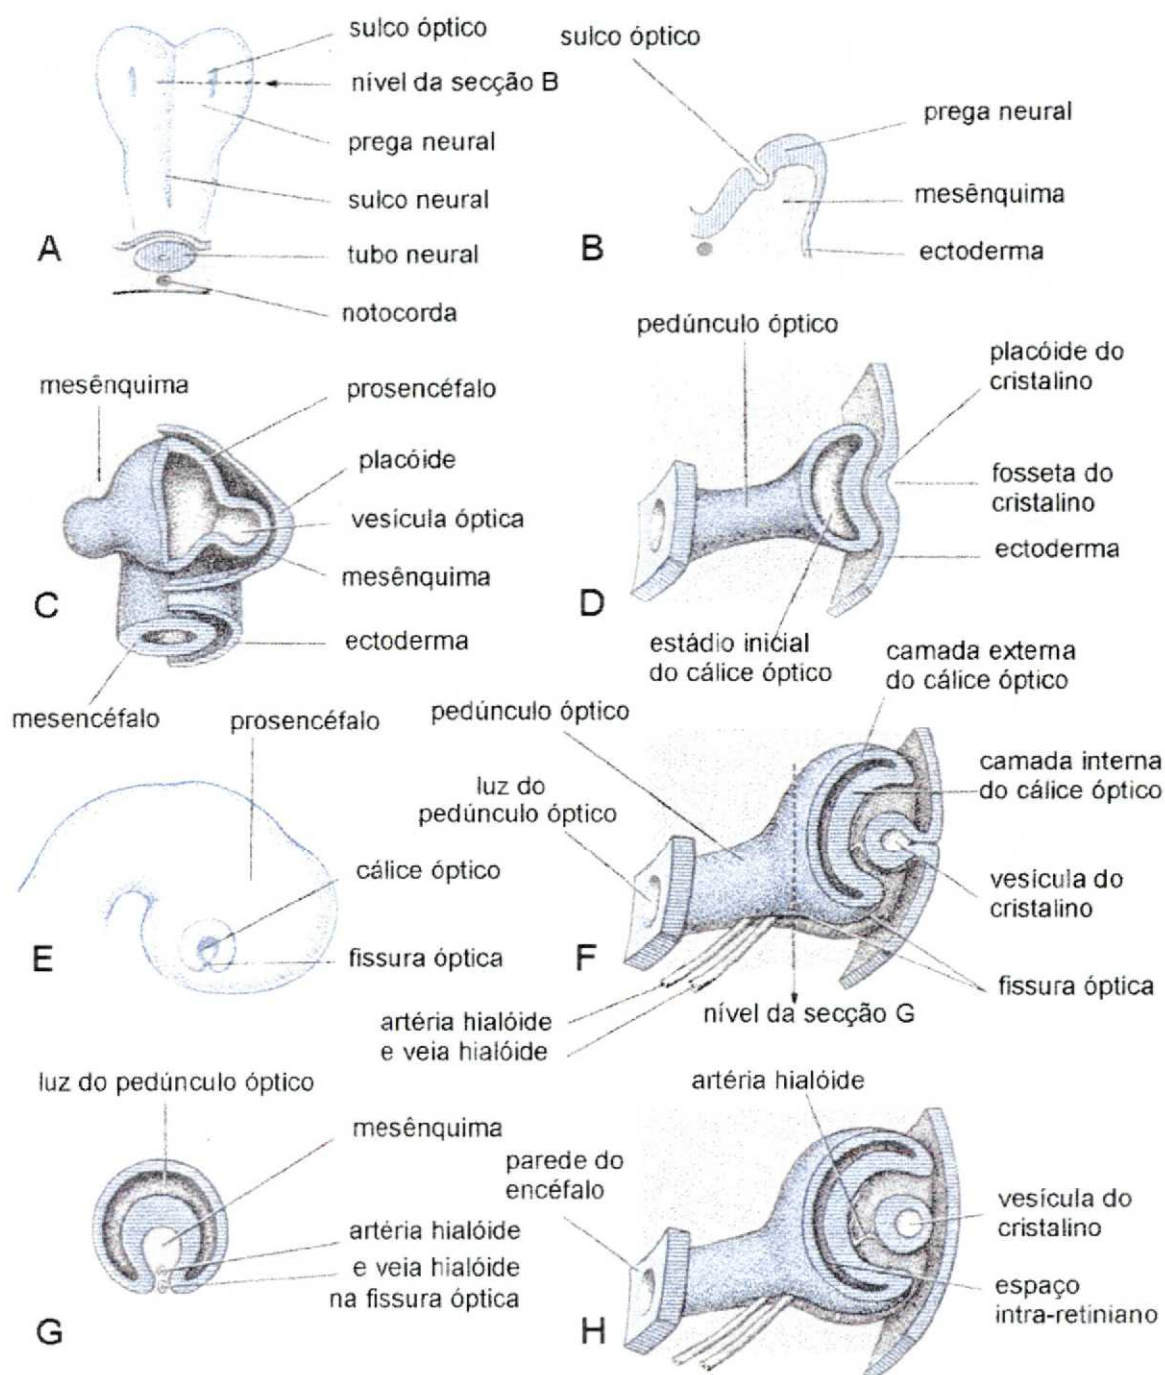 sulco óptico
nível da secção B
prega neural
sulco neural
tubo neural
notocorda
A
sulco óptico
prega neural
mesênquima
ectoderma
B
mesênquima
prosencéfalo
placóide
vesícula óptica
mesênquima
ectoderma
mesencéfalo
C
pedúnculo óptico
placóide do
cristalino
fosseta do
cristalino
ectoderma
estádio inicial
do cálice óptico
D
prosencéfalo
cálice óptico
fissura óptica
E
camada externa
do cálice óptico
pedúnculo óptico
camada interna
do cálice óptico
luz do
pedúnculo óptico
vesícula do
cristalino
fissura óptica
artéria hialóide
e veia hialóide
nível da secção G
F
luz do pedúnculo óptico
mesênquima
artéria hialóide
e veia hialóide
na fissura óptica
G
artéria hialóide
parede do
encéfalo
vesícula do
cristalino
espaço
intra-retiniano
H